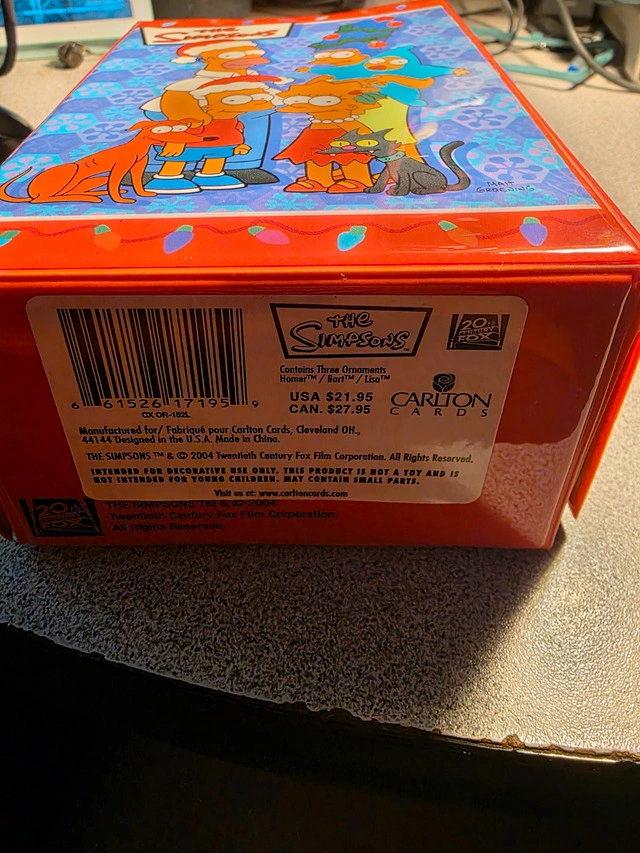 THE
SIMPSONS
MATT
GROENING
THE
SIMPSONS™
20th
CENTURY
FOX
Contains Three Ornaments
Homer™ / Bart™ / Lisa™
USA $21.95
CAN. $27.95
CARLTON
CARDS
6 61526 17195 9
CX OR-152L
Manufactured for/ Fabriqué pour Carlton Cards, Cleveland OH.,
44144 Designed in the U.S.A. Made in China.
THE SIMPSONS ™ & © 2004 Twentieth Century Fox Film Corporation. All Rights Reserved.
INTENDED FOR DECORATIVE USE ONLY. THIS PRODUCT IS NOT A TOY AND IS
NOT INTENDED FOR YOUNG CHILDREN. MAY CONTAIN SMALL PARTS.
Visit us at: www.carltoncards.com
20th
CENTURY
FOX
THE SIMPSONS TM & © 2004
Twentieth Century Fox Film Corporation.
All Rights Reserved.